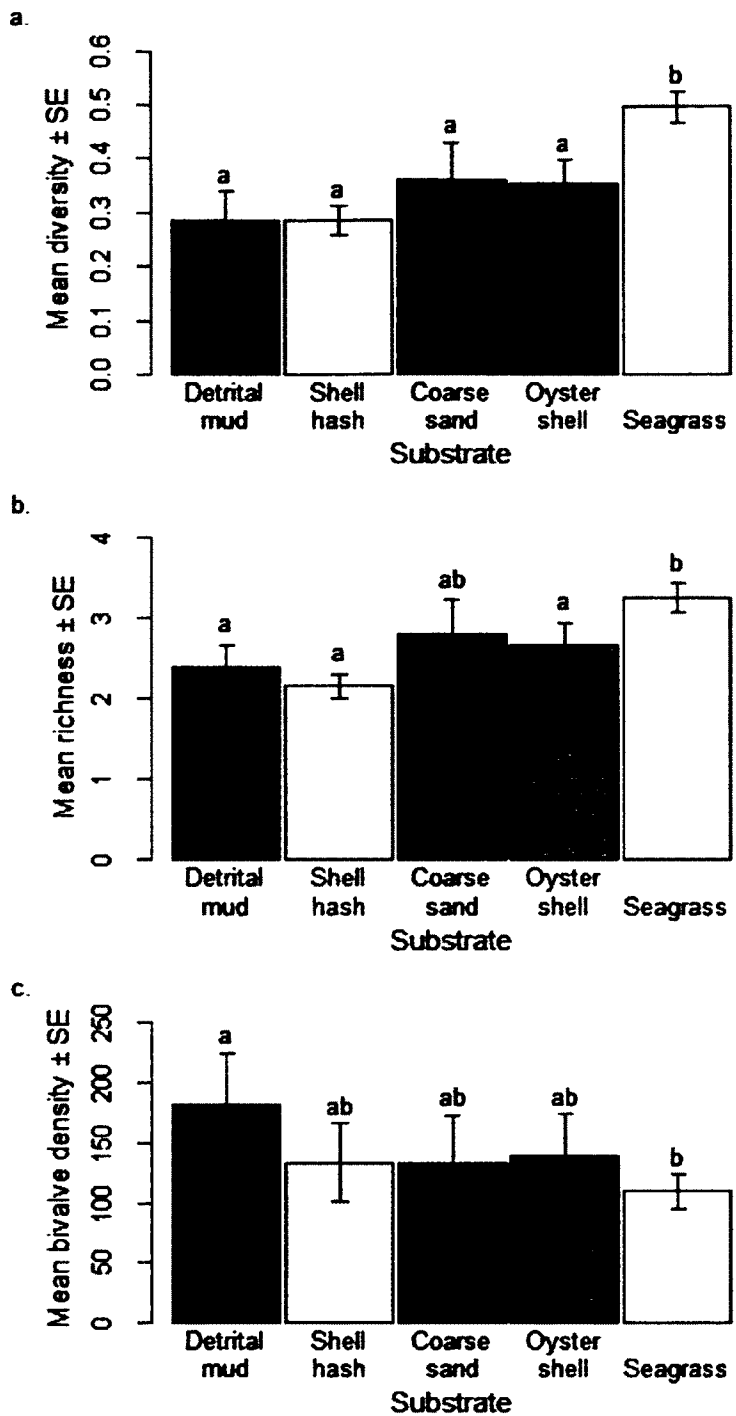 a.
Mean diversity ± SE
0.6
0.5
0.4
0.3
0.2
0.1
0.0
a
a
a
a
b
Detrital mud
Shell hash
Coarse sand
Oyster shell
Seagrass
Substrate
b.
Mean richness ± SE
4
3
2
1
0
a
a
ab
a
b
Detrital mud
Shell hash
Coarse sand
Oyster shell
Seagrass
Substrate
c.
Mean bivalve density ± SE
250
200
150
100
50
0
a
ab
ab
ab
b
Detrital mud
Shell hash
Coarse sand
Oyster shell
Seagrass
Substrate